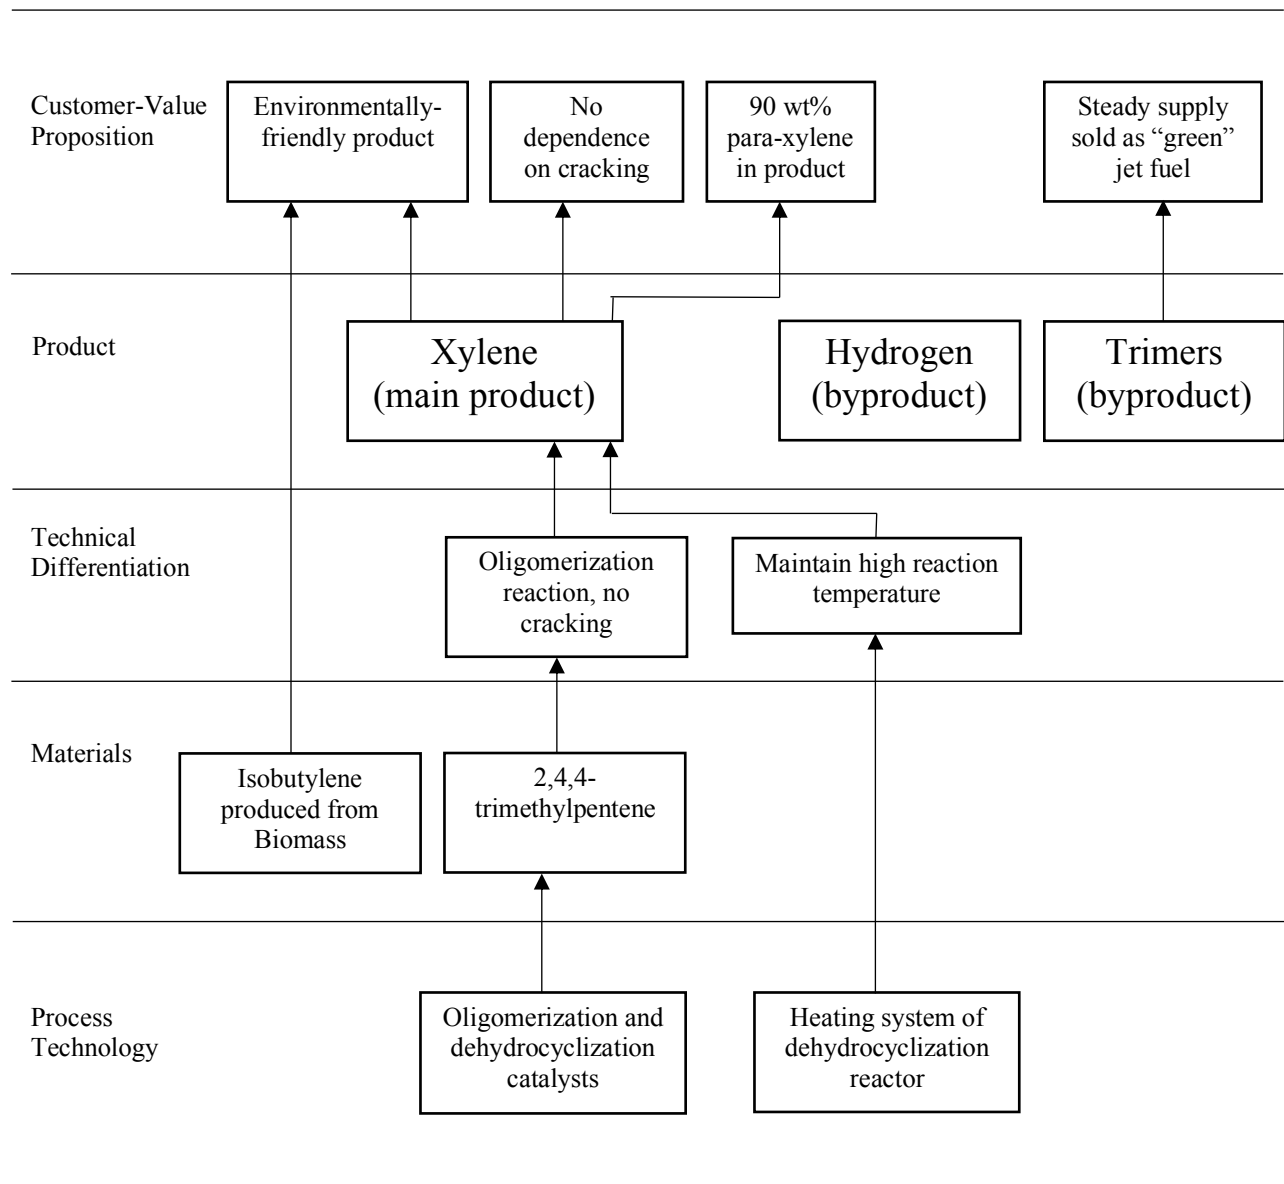 Customer-Value
Proposition
Environmentally-
friendly product
No
dependence
on cracking
90 wt%
para-xylene
in product
Steady supply
sold as “green”
jet fuel
Product
Xylene
(main product)
Hydrogen
(byproduct)
Trimers
(byproduct)
Technical
Differentiation
Oligomerization
reaction, no
cracking
Maintain high reaction
temperature
Materials
Isobutylene
produced from
Biomass
2,4,4-
trimethylpentene
Process
Technology
Oligomerization and
dehydrocyclization
catalysts
Heating system of
dehydrocyclization
reactor